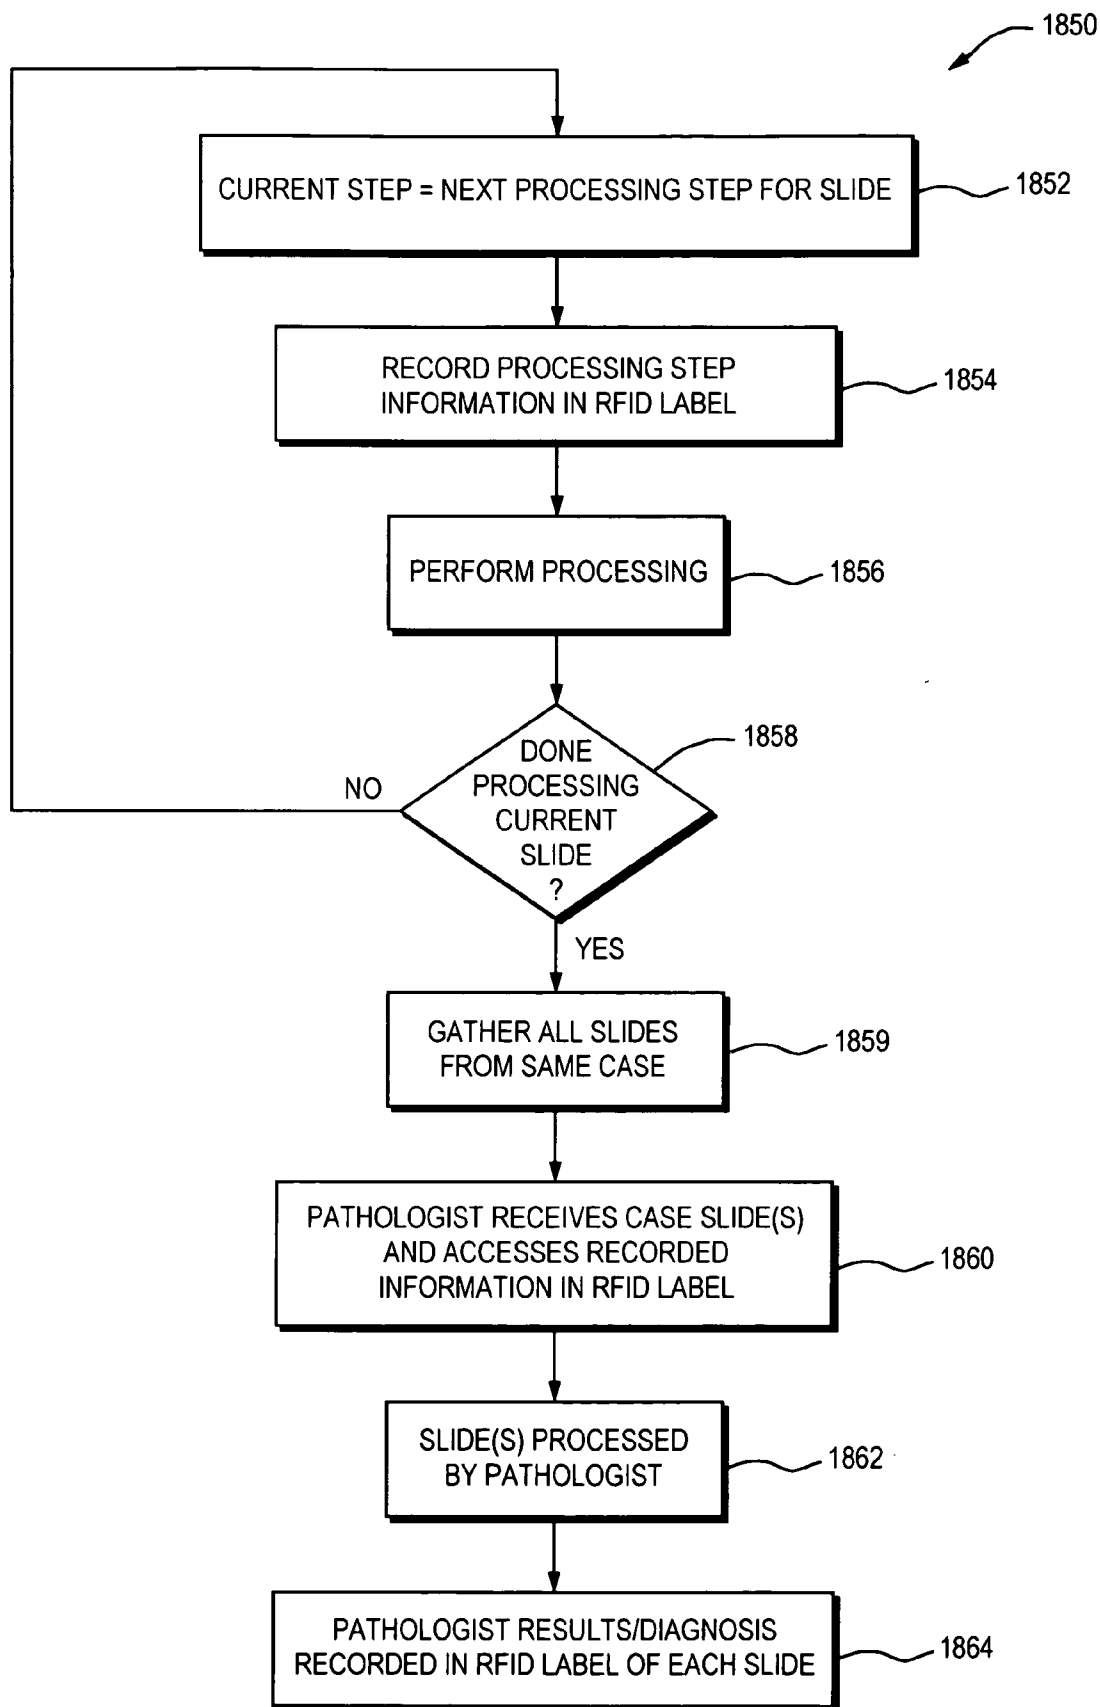 1850
CURRENT STEP = NEXT PROCESSING STEP FOR SLIDE
1852
RECORD PROCESSING STEP
INFORMATION IN RFID LABEL
1854
PERFORM PROCESSING
1856
DONE
PROCESSING
CURRENT
SLIDE
?
1858
NO
YES
GATHER ALL SLIDES
FROM SAME CASE
1859
PATHOLOGIST RECEIVES CASE SLIDE(S)
AND ACCESSES RECORDED
INFORMATION IN RFID LABEL
1860
SLIDE(S) PROCESSED
BY PATHOLOGIST
1862
PATHOLOGIST RESULTS/DIAGNOSIS
RECORDED IN RFID LABEL OF EACH SLIDE
1864